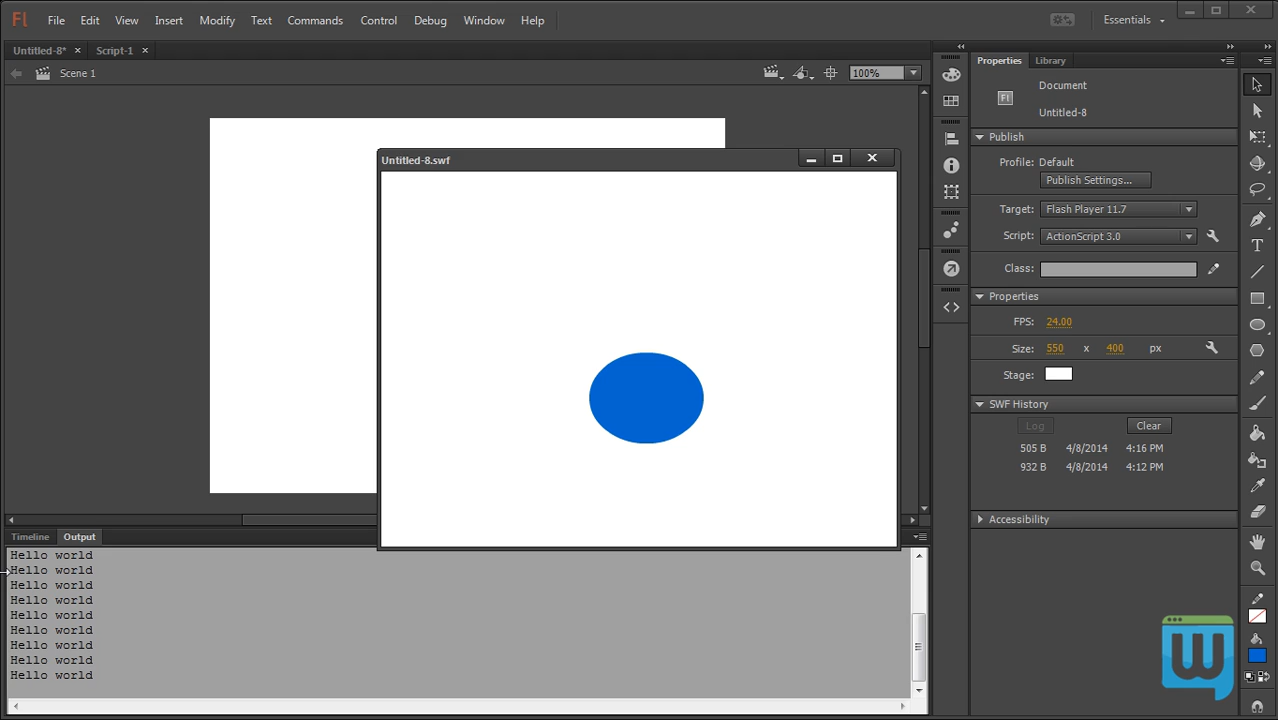 Fl File Edit View Insert Modify Text Commands Control Debug Window Help Essentials
Untitled-8* × Script-1 ×
Scene 1 100%
Untitled-8.swf
Properties Library
Document
Fl Untitled-8
Publish
Profile: Default
Publish Settings...
Target: Flash Player 11.7
Script: ActionScript 3.0
Class:
Properties
FPS: 24.00
Size: 550 x 400 px
Stage:
SWF History
Log Clear
505 B 4/8/2014 4:16 PM
932 B 4/8/2014 4:12 PM
Accessibility
Timeline Output
Hello world
Hello world
Hello world
Hello world
Hello world
Hello world
Hello world
Hello world
Hello world
W